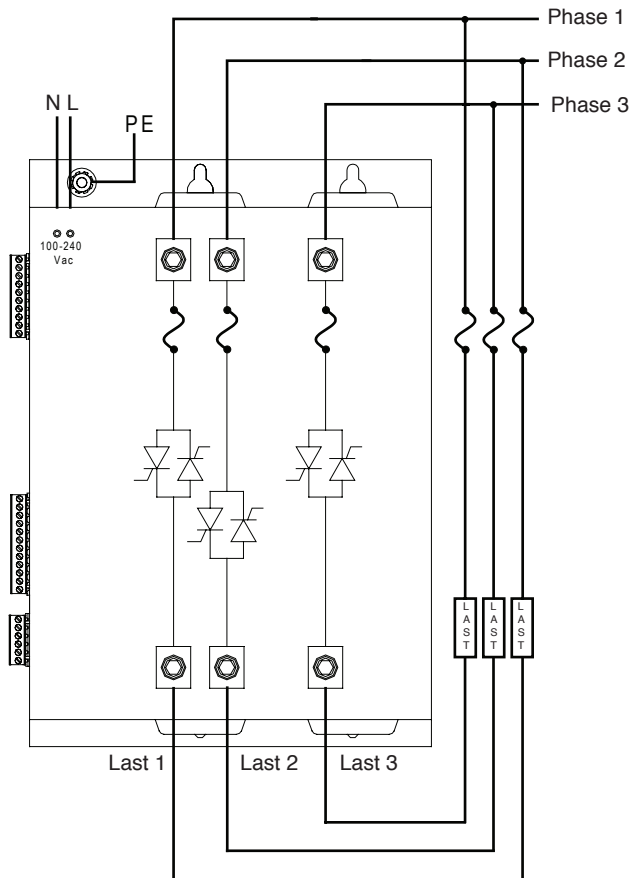 Phase 1
Phase 2
Phase 3
N L
PE
100-240
Vac
LAST
LAST
LAST
Last 1
Last 2
Last 3